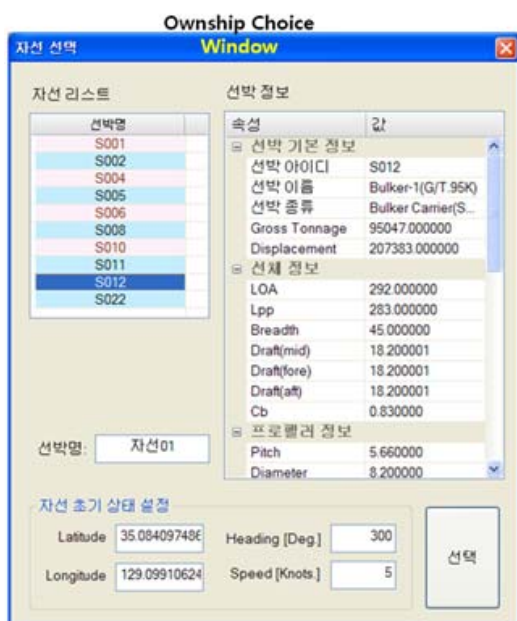 Ownship Choice
자선 선택 Window
자선 리스트
선박명
S001
S002
S004
S005
S006
S008
S010
S011
S012
S022
선박명: 자선01
선박 정보
속성 값
선박 기본 정보
선박 아이디 S012
선박 이름 Bulker-1(G/T.95K)
선박 종류 Bulker Carrier(S...
Gross Tonnage 95047.000000
Displacement 207383.000000
선체 정보
LOA 292.000000
Lpp 283.000000
Breadth 45.000000
Draft(mid) 18.200001
Draft(fore) 18.200001
Draft(aft) 18.200001
Cb 0.830000
프로펠러 정보
Pitch 5.660000
Diameter 8.200000
자선 초기 상태 설정
Latitude 35.084097486 Heading [Deg.] 300
Longitude 129.09910624 Speed [Knots.] 5
선택